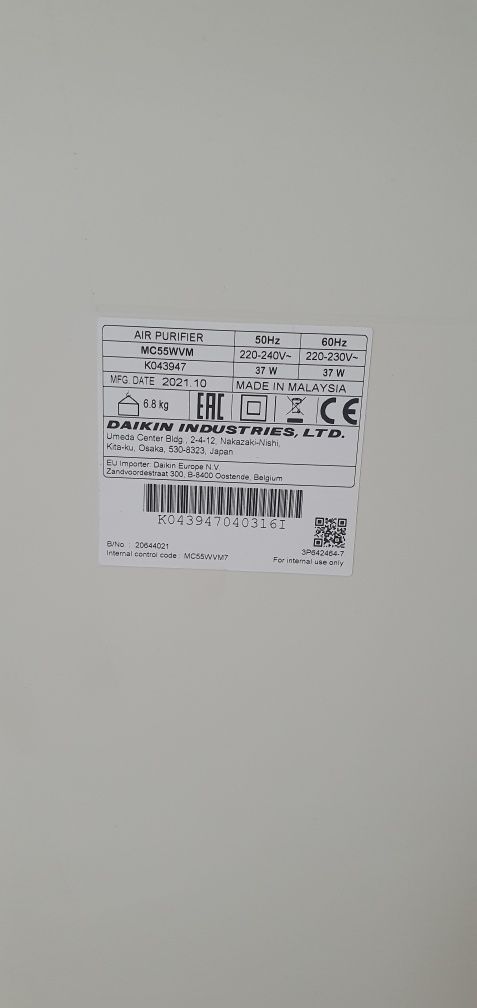 AIR PURIFIER 50Hz 60Hz
MC55WVM 220-240V~ 220-230V~
K043947 37 W 37 W
MFG. DATE 2021.10 MADE IN MALAYSIA
6.8 kg EAC CE
DAIKIN INDUSTRIES, LTD.
Umeda Center Bldg., 2-4-12, Nakazaki-Nishi,
Kita-ku, Osaka, 530-8323, Japan
EU Importer: Daikin Europe N.V.
Zandvoordestraat 300, B-8400 Oostende, Belgium
K043947040316I
B/No. : 20644021 3P642464-7
Internal control code : MC55WVM7 For internal use only